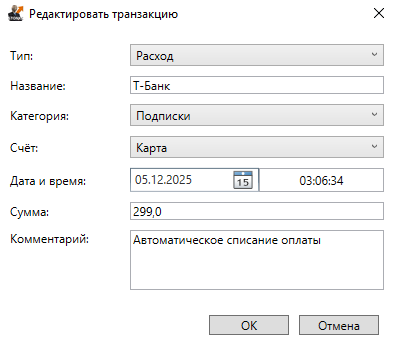 Редактировать транзакцию
Тип: Расход
Название: Т-Банк
Категория: Подписки
Счёт: Карта
Дата и время: 05.12.2025 15 03:06:34
Сумма: 299,0
Комментарий: Автоматическое списание оплаты
OK Отмена